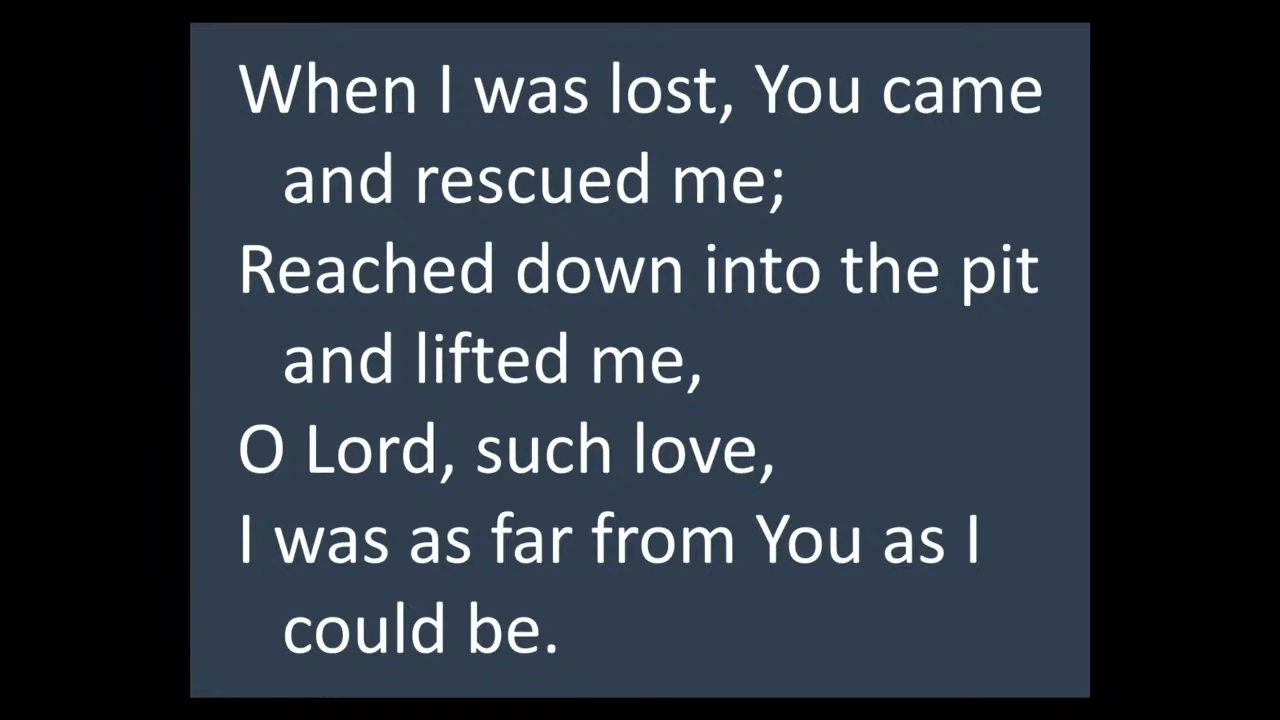 When I was lost, You came
and rescued me;
Reached down into the pit
and lifted me,
O Lord, such love,
I was as far from You as I
could be.